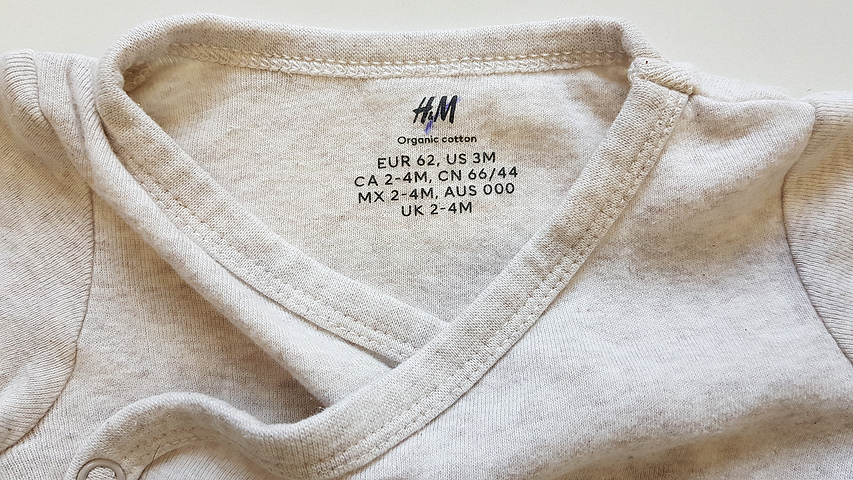 H&M
Organic cotton
EUR 62, US 3M
CA 2-4M, CN 66/44
MX 2-4M, AUS 000
UK 2-4M